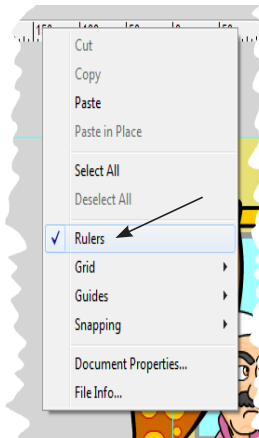 Cut
Copy
Paste
Paste in Place
Select All
Deselect All
Rulers
Grid
Guides
Snapping
Document Properties...
File Info...